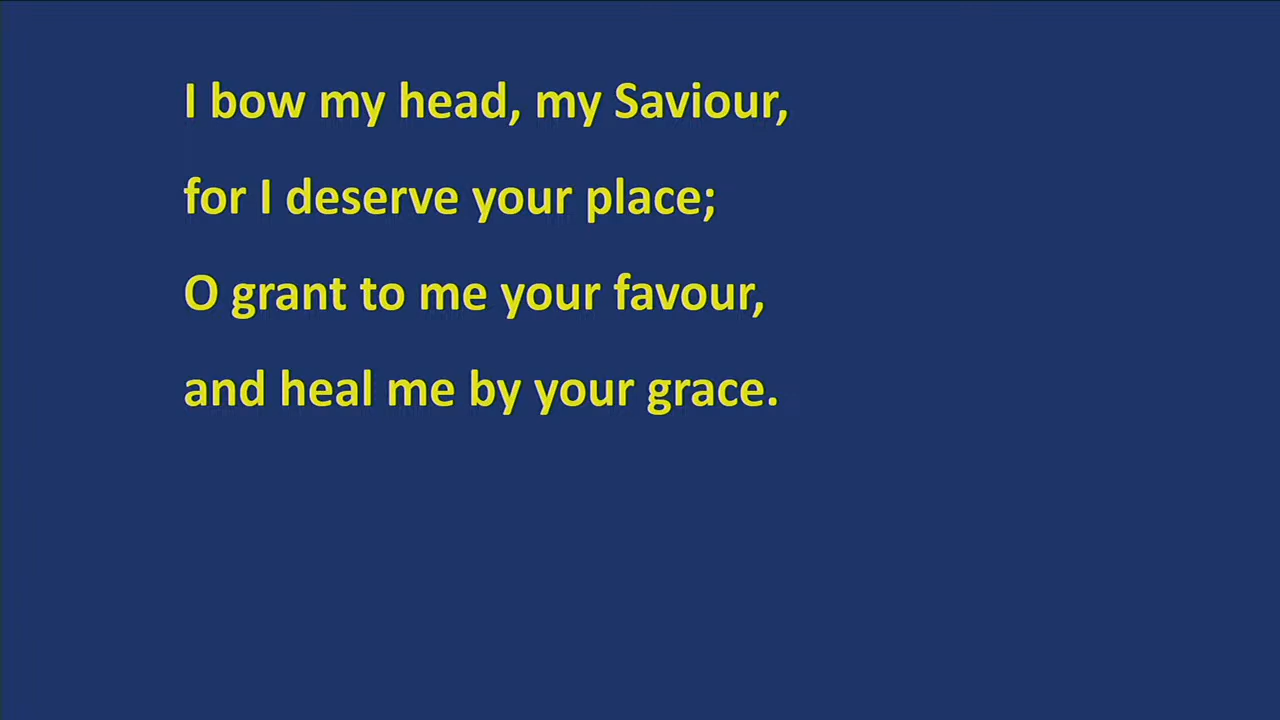 I bow my head, my Saviour,
for I deserve your place;
O grant to me your favour,
and heal me by your grace.